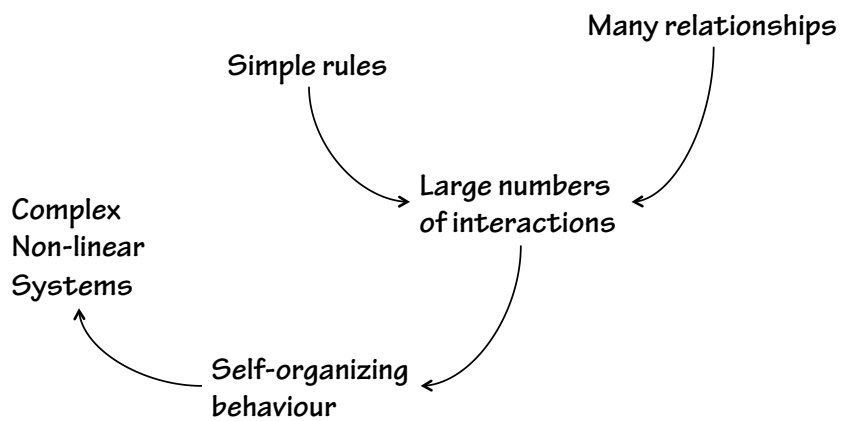 Many relationships
Simple rules
Large numbers
of interactions
Complex
Non-linear
Systems
Self-organizing
behaviour